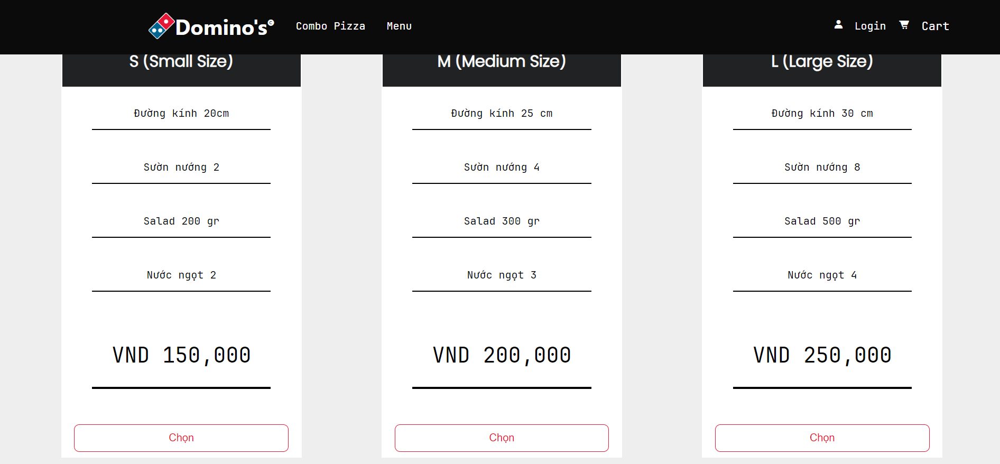 Domino's© Combo Pizza Menu Login Cart
S (Small Size)
Đường kính 20cm
Sườn nướng 2
Salad 200 gr
Nước ngọt 2
VND 150,000
Chọn
M (Medium Size)
Đường kính 25 cm
Sườn nướng 4
Salad 300 gr
Nước ngọt 3
VND 200,000
Chọn
L (Large Size)
Đường kính 30 cm
Sườn nướng 8
Salad 500 gr
Nước ngọt 4
VND 250,000
Chọn